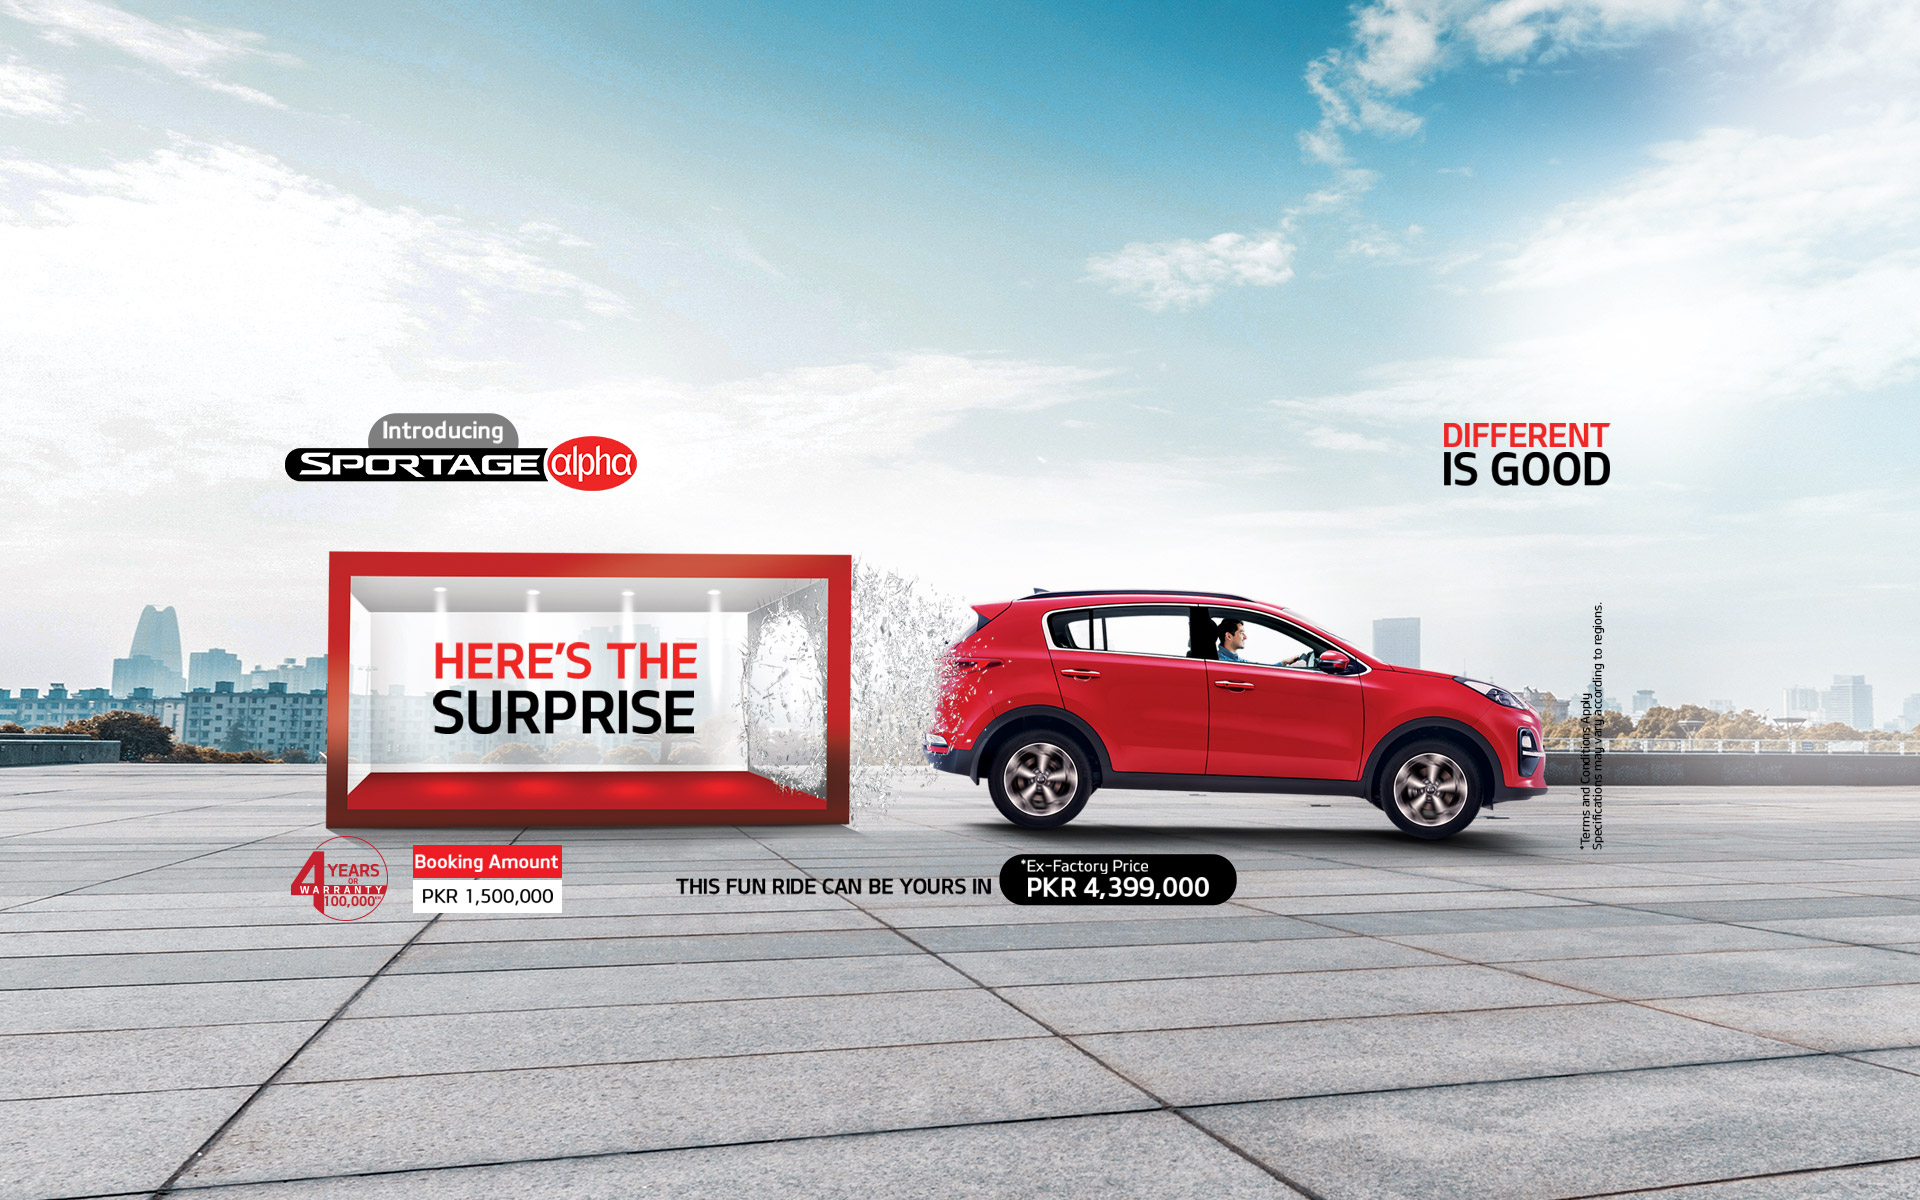 Introducing
SPORTAGE alpha
DIFFERENT
IS GOOD
HERE'S THE
SURPRISE
4 YEARS
OR
WARRANTY
100,000KM
Booking Amount
PKR 1,500,000
THIS FUN RIDE CAN BE YOURS IN
*Ex-Factory Price
PKR 4,399,000
*Terms and Conditions Apply
Specifications may vary according to regions.